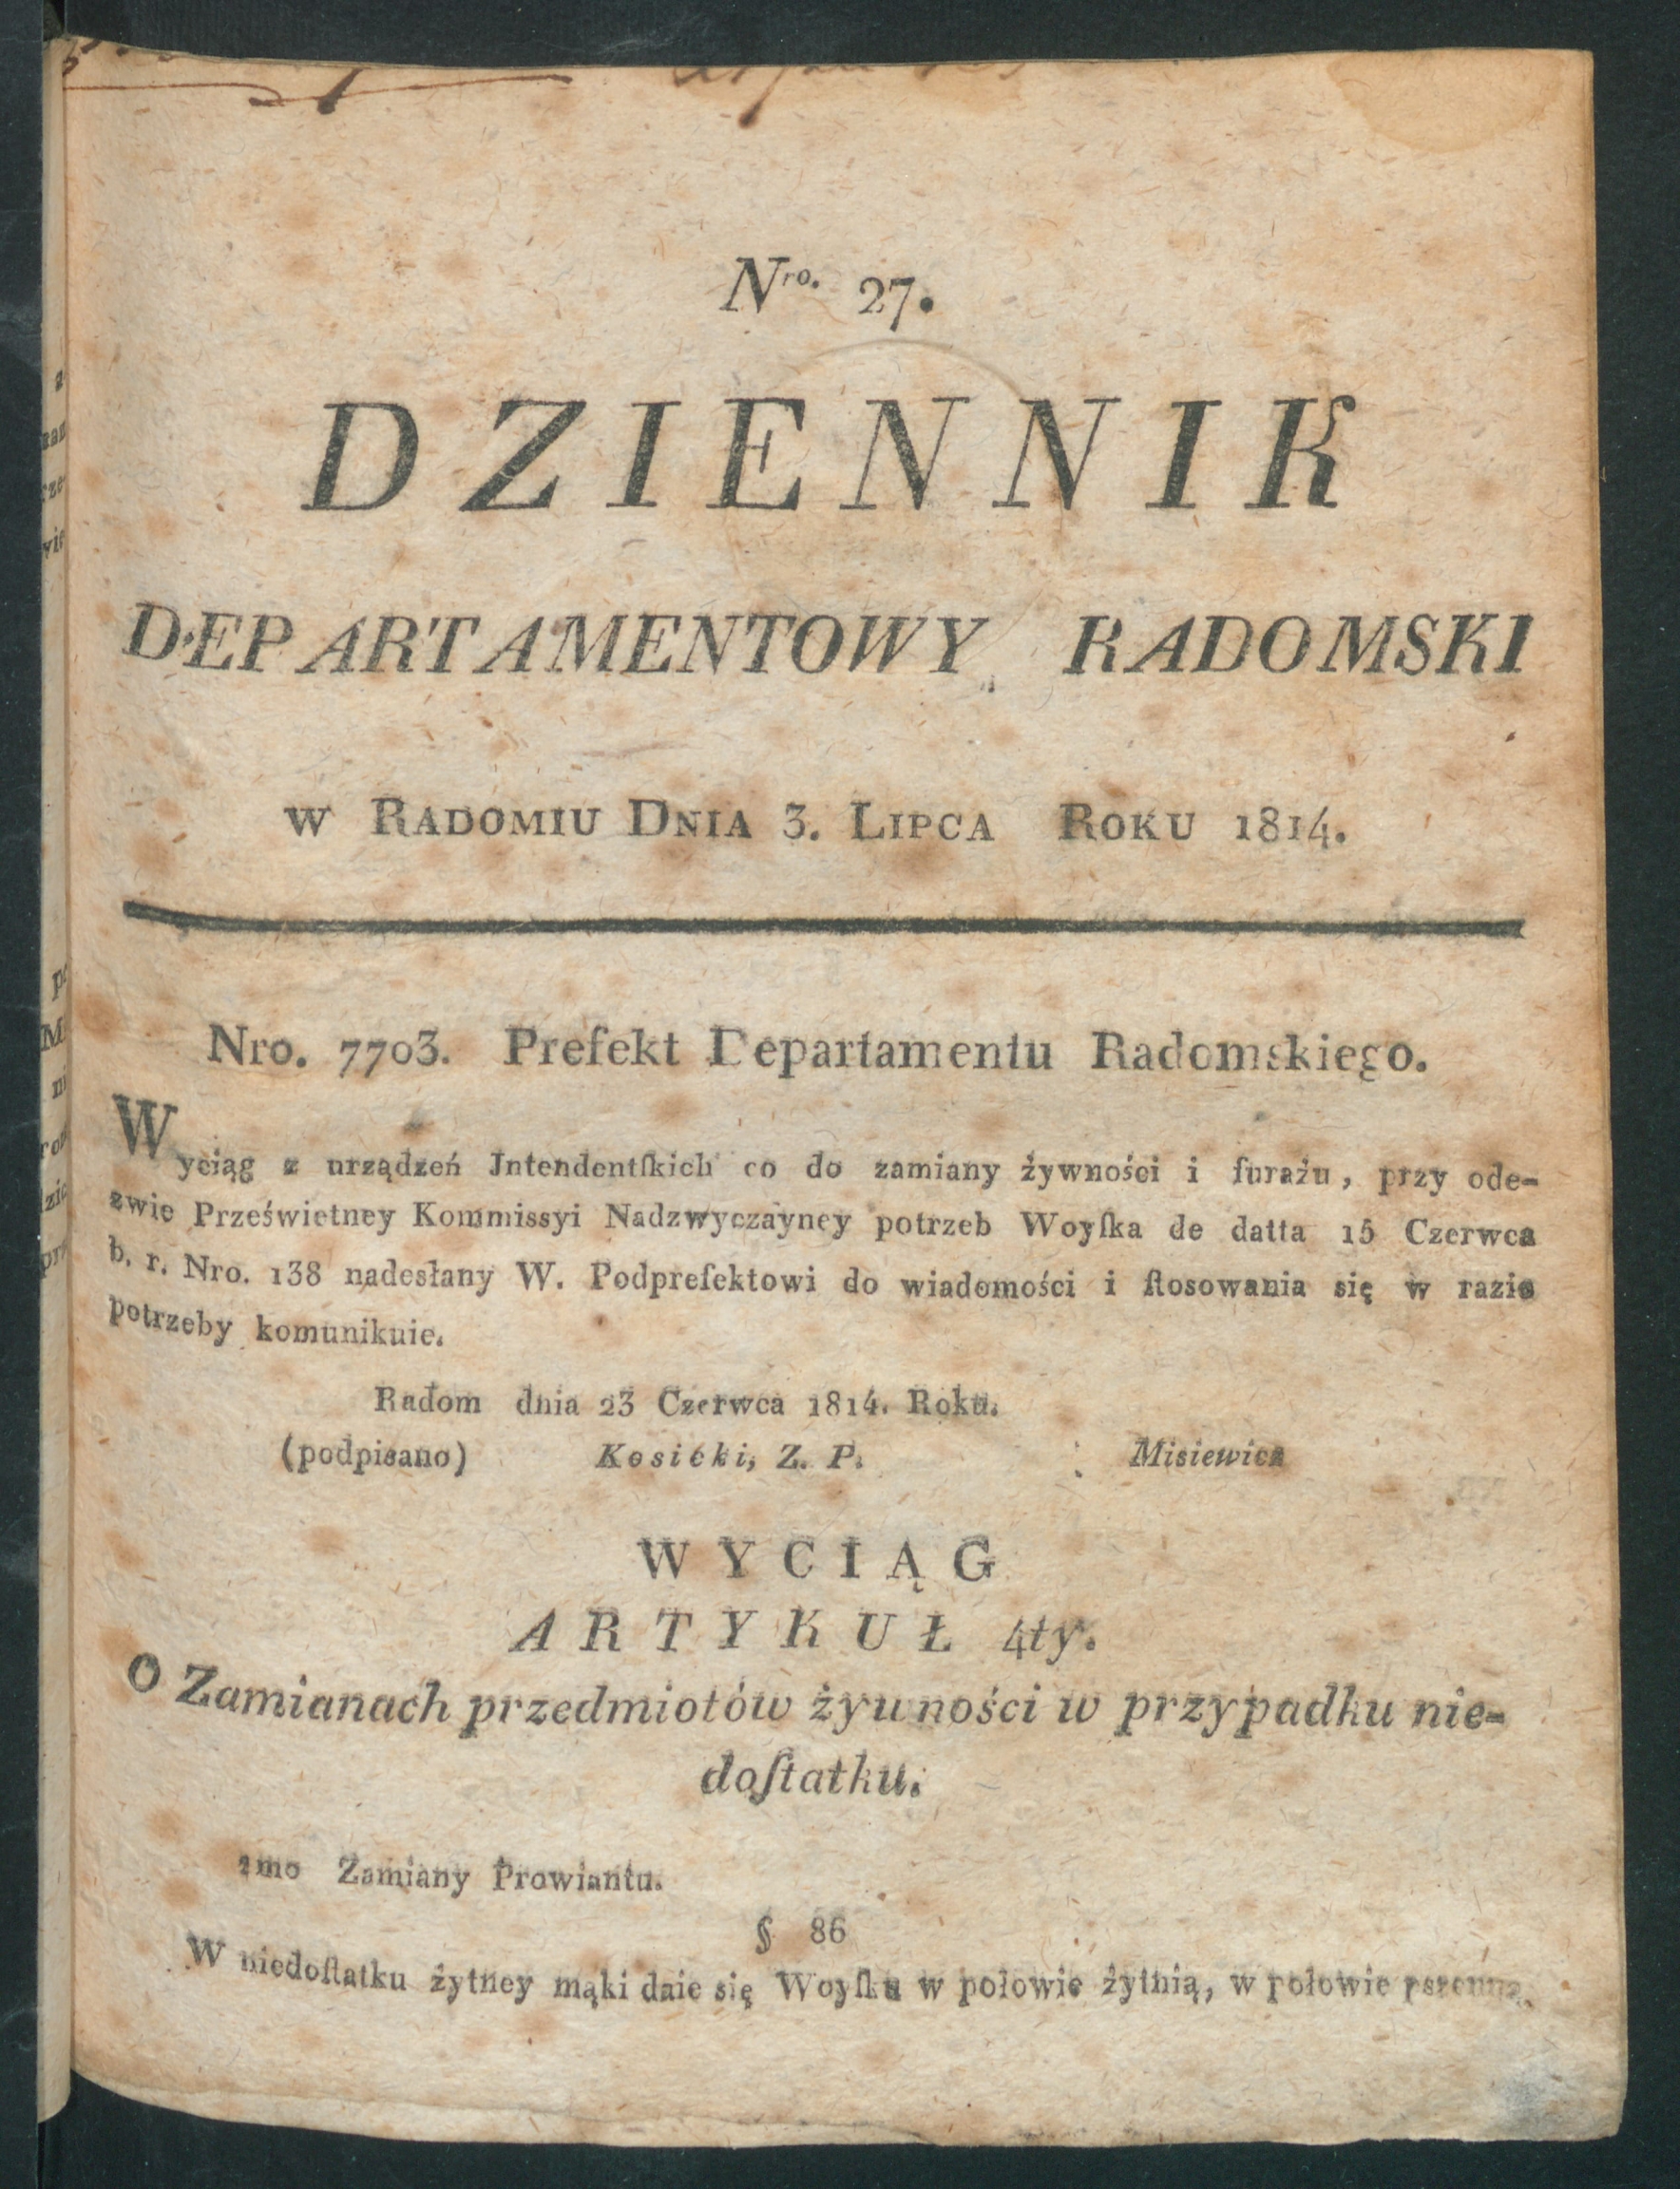 Nro. 27.
DZIENNIK
DEPARTAMENTOWY RADOMSKI
W RADOMIU DNIA 3. LIPCA ROKU 1814.
Nro. 7703. Prefekt Departamentu Radomskiego.
Wyciąg z urządzeń Jntendentſkich co do zamiany żywności i furażu, przy ode-
zwie Prześwietney Kommissyi Nadzwyczayney potrzeb Woyſka de datta 15 Czerwca
b. r. Nro. 138 nadesłany W. Podprefektowi do wiadomości i ſtosowania się w razie
potrzeby komunikuie.
Radom dnia 23 Czerwca 1814. Roku.
(podpisano) Kosicki, Z. P. Misiewicz
WYCIĄG
ARTYKUŁ 4ty.
O Zamianach przedmiotów żywności w przypadku nie-
doſtatku.
1mo Zamiany Prowiantu.
§ 86
W niedoſtatku żytney mąki daie się Woyſku w połowie żytnią, w połowie pszenną.